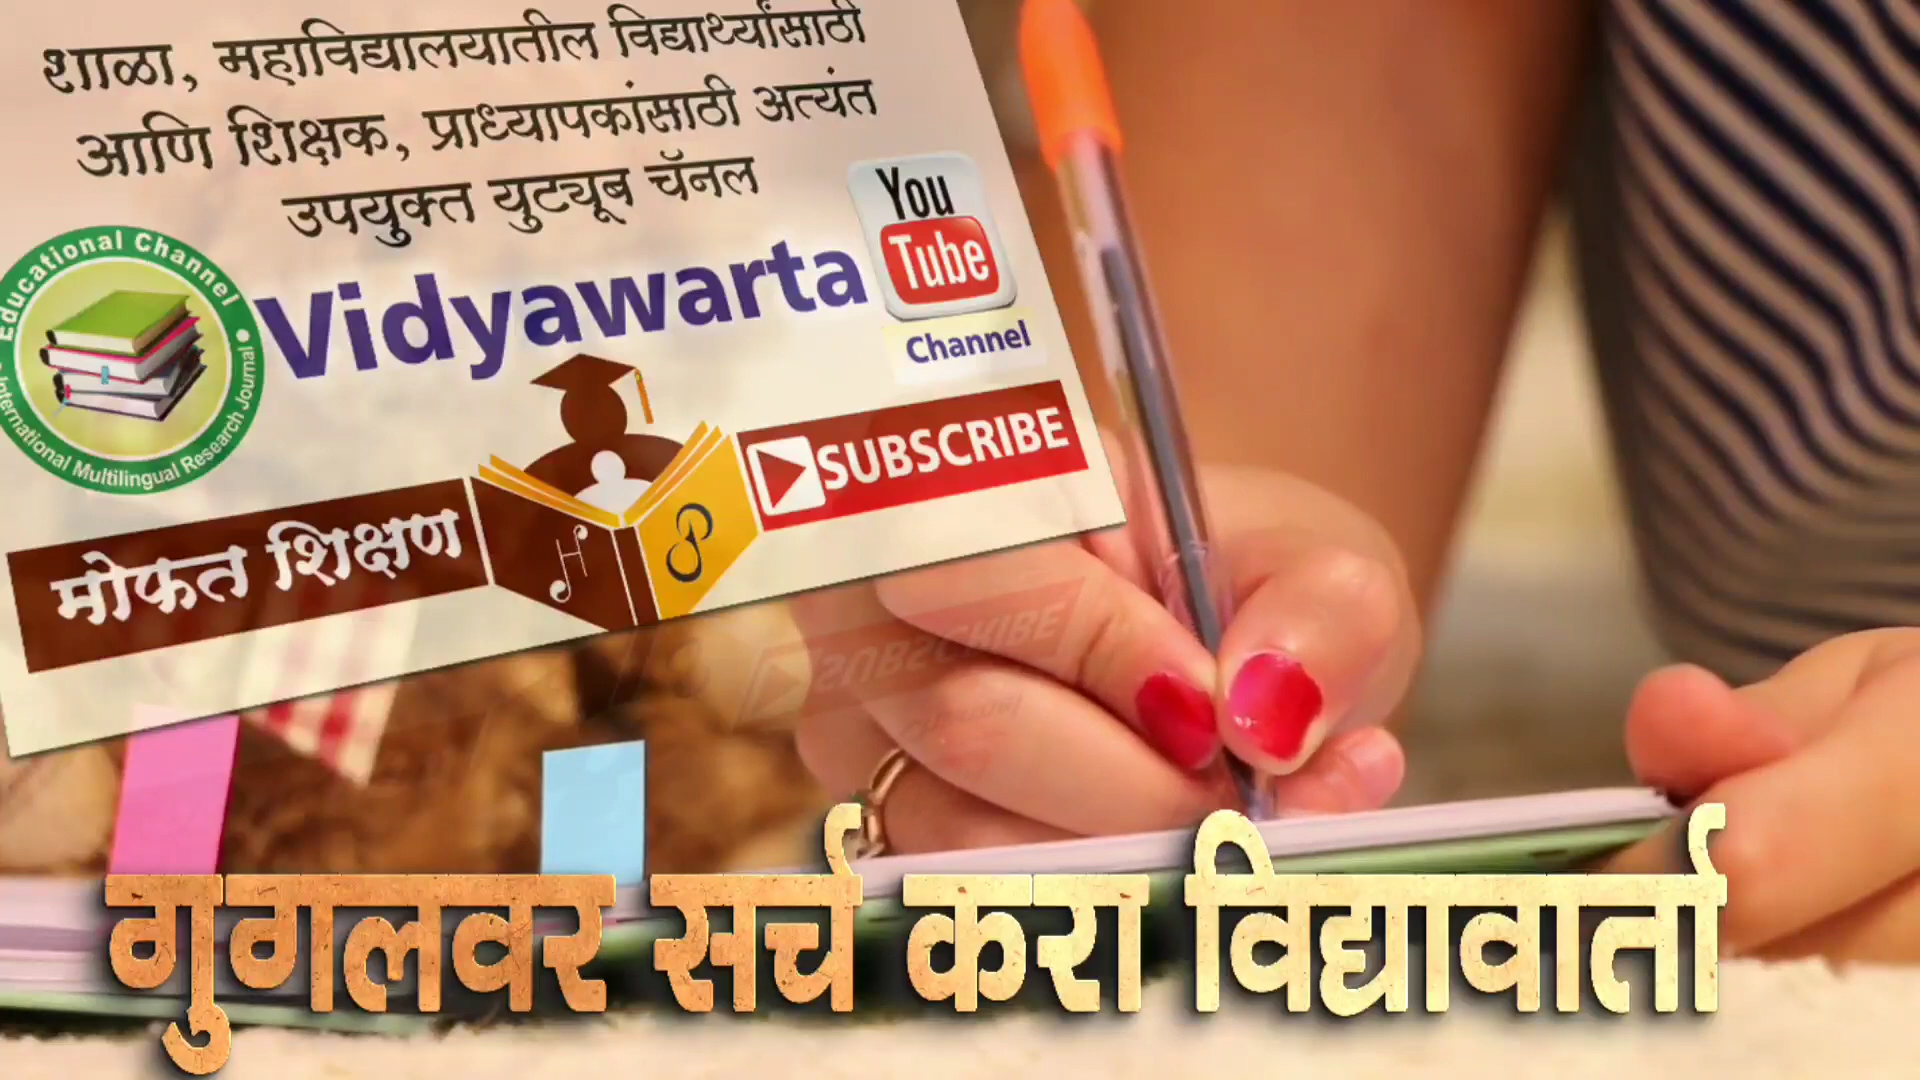 शाळा, महाविद्यालयातील विद्यार्थ्यांसाठी
आणि शिक्षक, प्राध्यापकांसाठी अत्यंत
उपयुक्त युट्यूब चॅनल
You
Tube
Educational Channel
International Multilingual Research Journal
Vidyawarta
Channel
SUBSCRIBE
मोफत शिक्षण
गुगलवर सर्च करा विद्यावार्ता